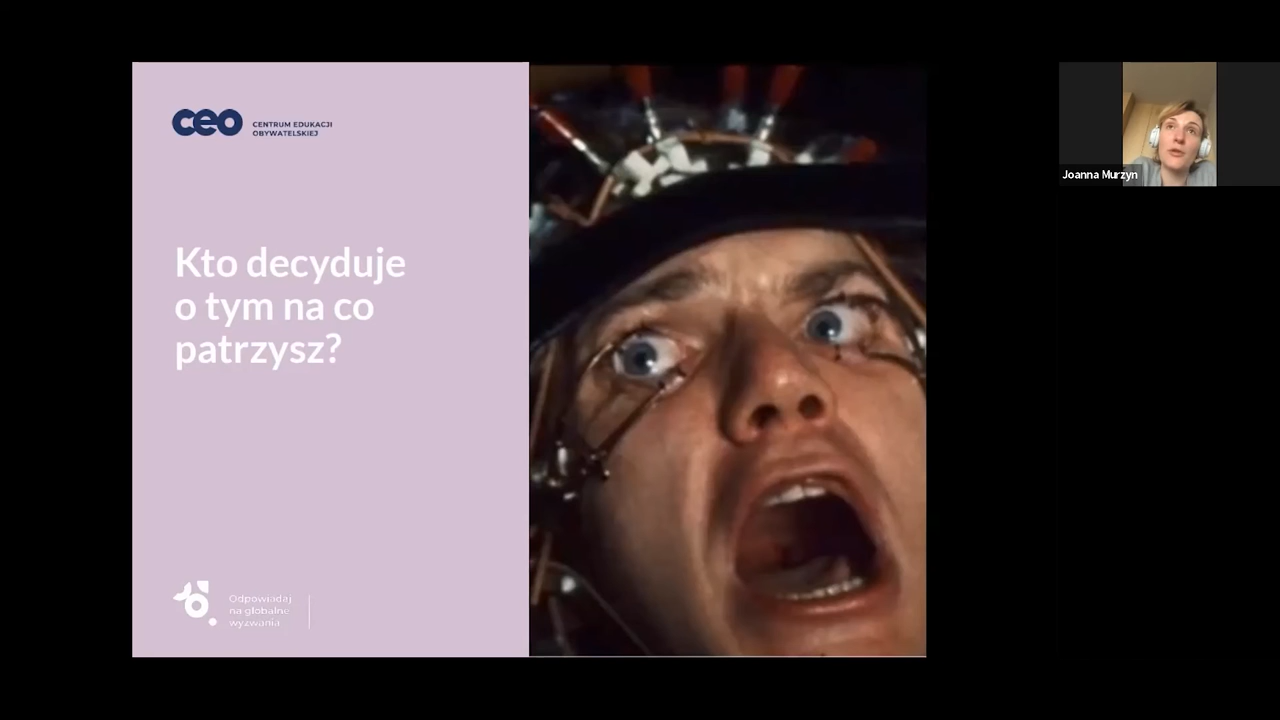 ceo
CENTRUM EDUKACJI
OBYWATELSKIEJ
Kto decyduje
o tym na co
patrzysz?
Odpowiadaj
na globalne
wyzwania
Joanna Murzyn